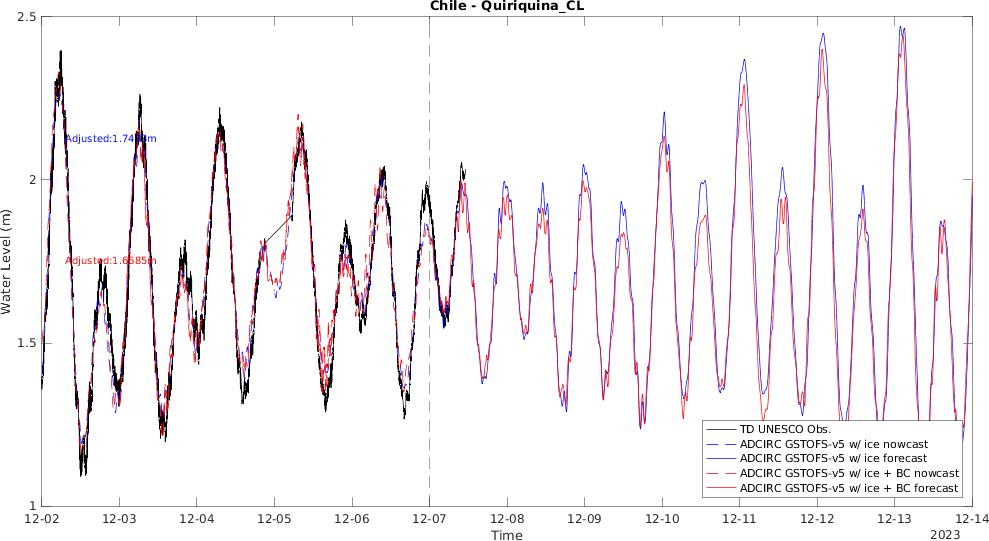 Chile - Quiriquina_CL
2.5
2
1.5
1
Water Level (m)
Adjusted:1.6585m
TD UNESCO Obs.
ADCIRC GSTOFS-v5 w/ ice nowcast
ADCIRC GSTOFS-v5 w/ ice forecast
ADCIRC GSTOFS-v5 w/ ice + BC nowcast
ADCIRC GSTOFS-v5 w/ ice + BC forecast
12-02 12-03 12-04 12-05 12-06 12-07 12-08 12-09 12-10 12-11 12-12 12-13 12-14
Time
2023